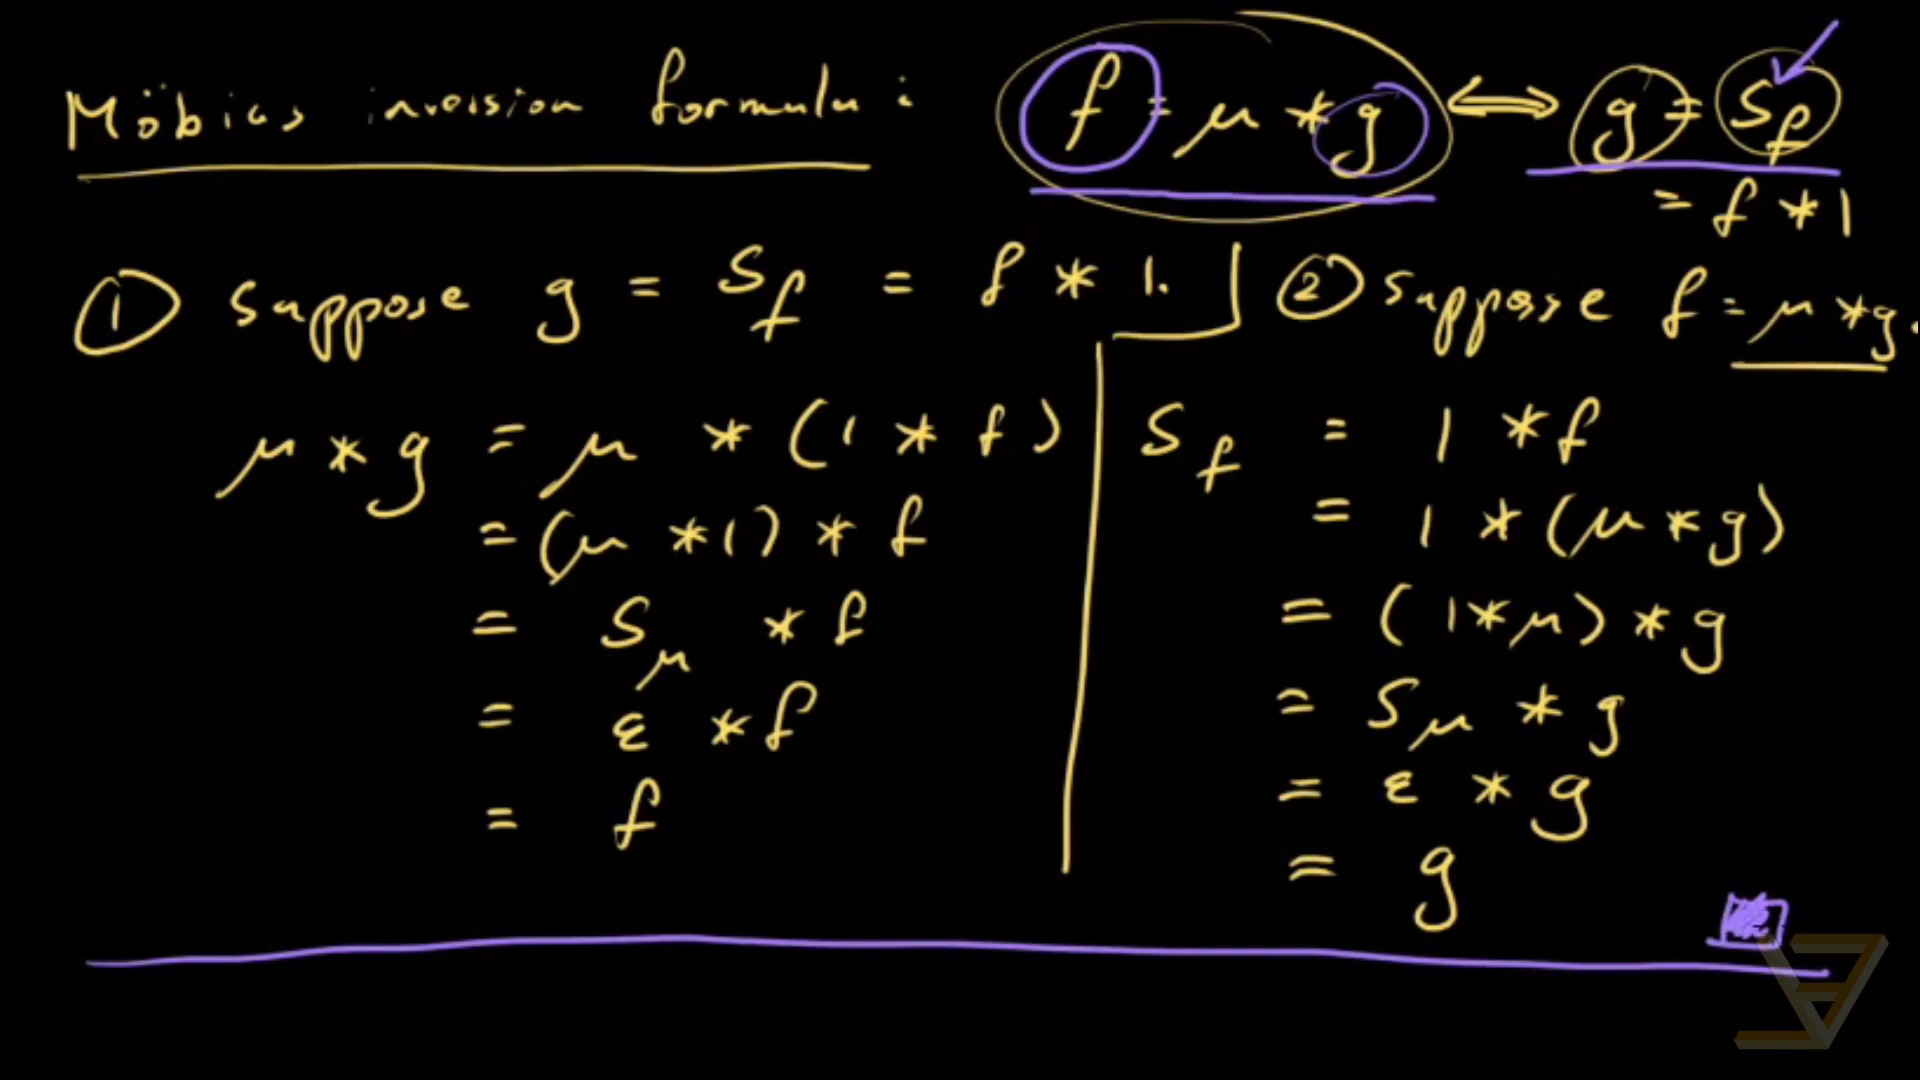 Möbius inversion formula : f = μ * g ⟺ g = S_f
= f * 1
① Suppose g = S_f = f * 1.
μ * g = μ * (1 * f)
= (μ * 1) * f
= S_μ * f
= ε * f
= f
② Suppose f = μ * g.
S_f = 1 * f
= 1 * (μ * g)
= (1 * μ) * g
= S_μ * g
= ε * g
= g